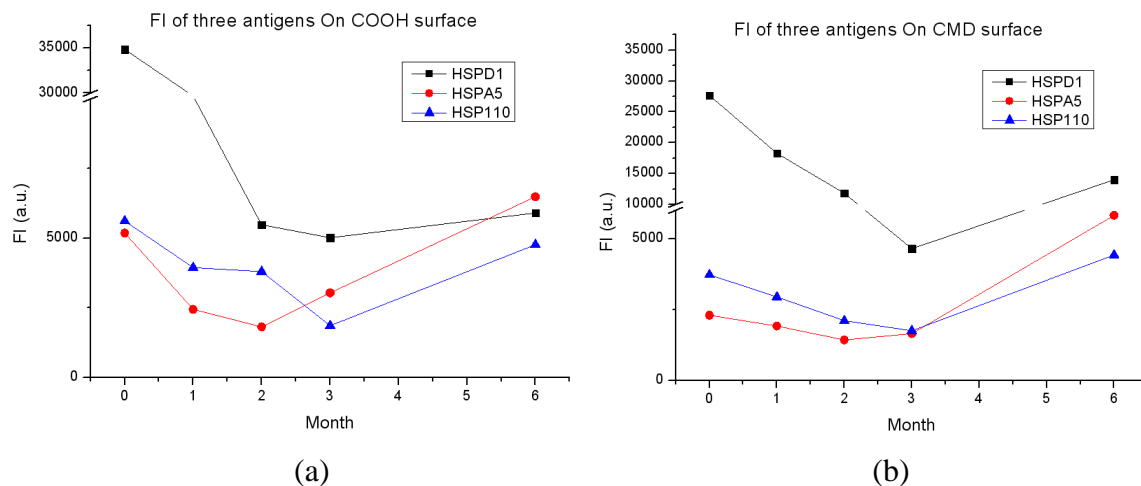 FI of three antigens On COOH surface
35000
30000
5000
0
FI (a.u.)
HSPD1
HSPA5
HSP110
0 1 2 3 4 5 6
Month
(a)
FI of three antigens On CMD surface
35000
30000
25000
20000
15000
10000
5000
0
FI (a.u.)
HSPD1
HSPA5
HSP110
0 1 2 3 4 5 6
Month
(b)